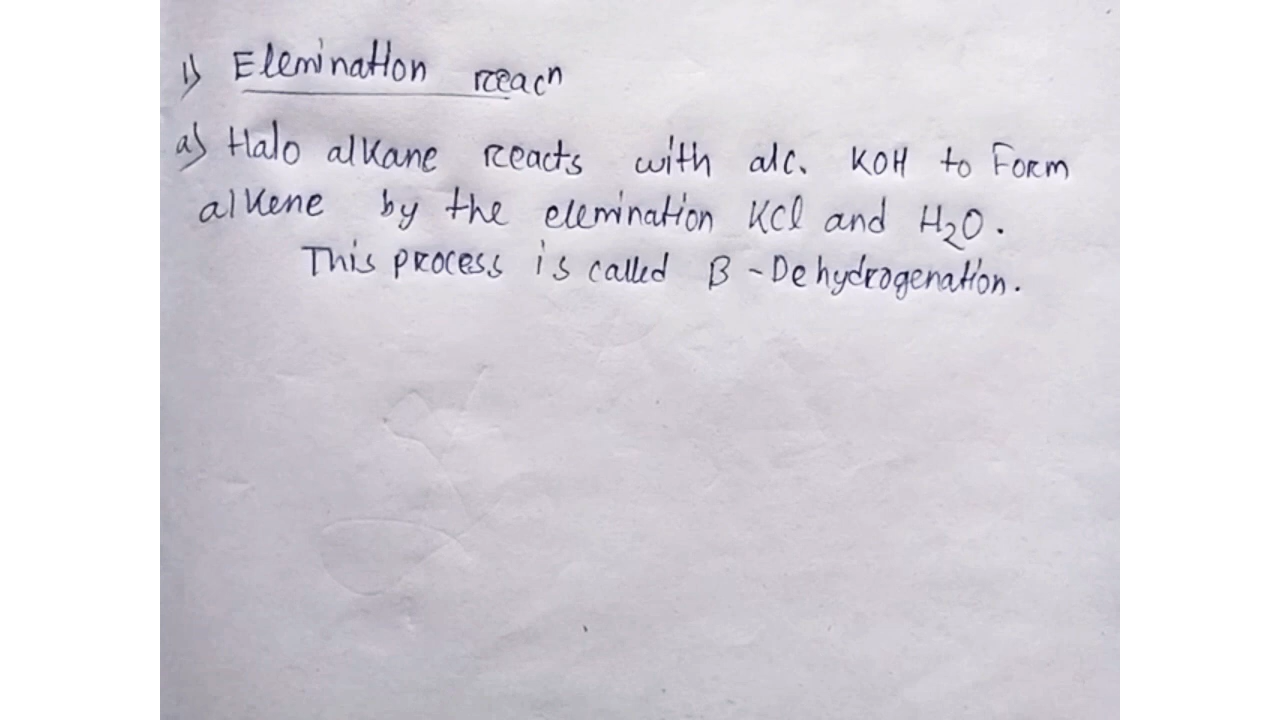 1) Elemination reacn
a) Halo alkane reacts with alc. KOH to Form
alkene by the elemination KCl and H₂O.
This process is called B-Dehydrogenation.